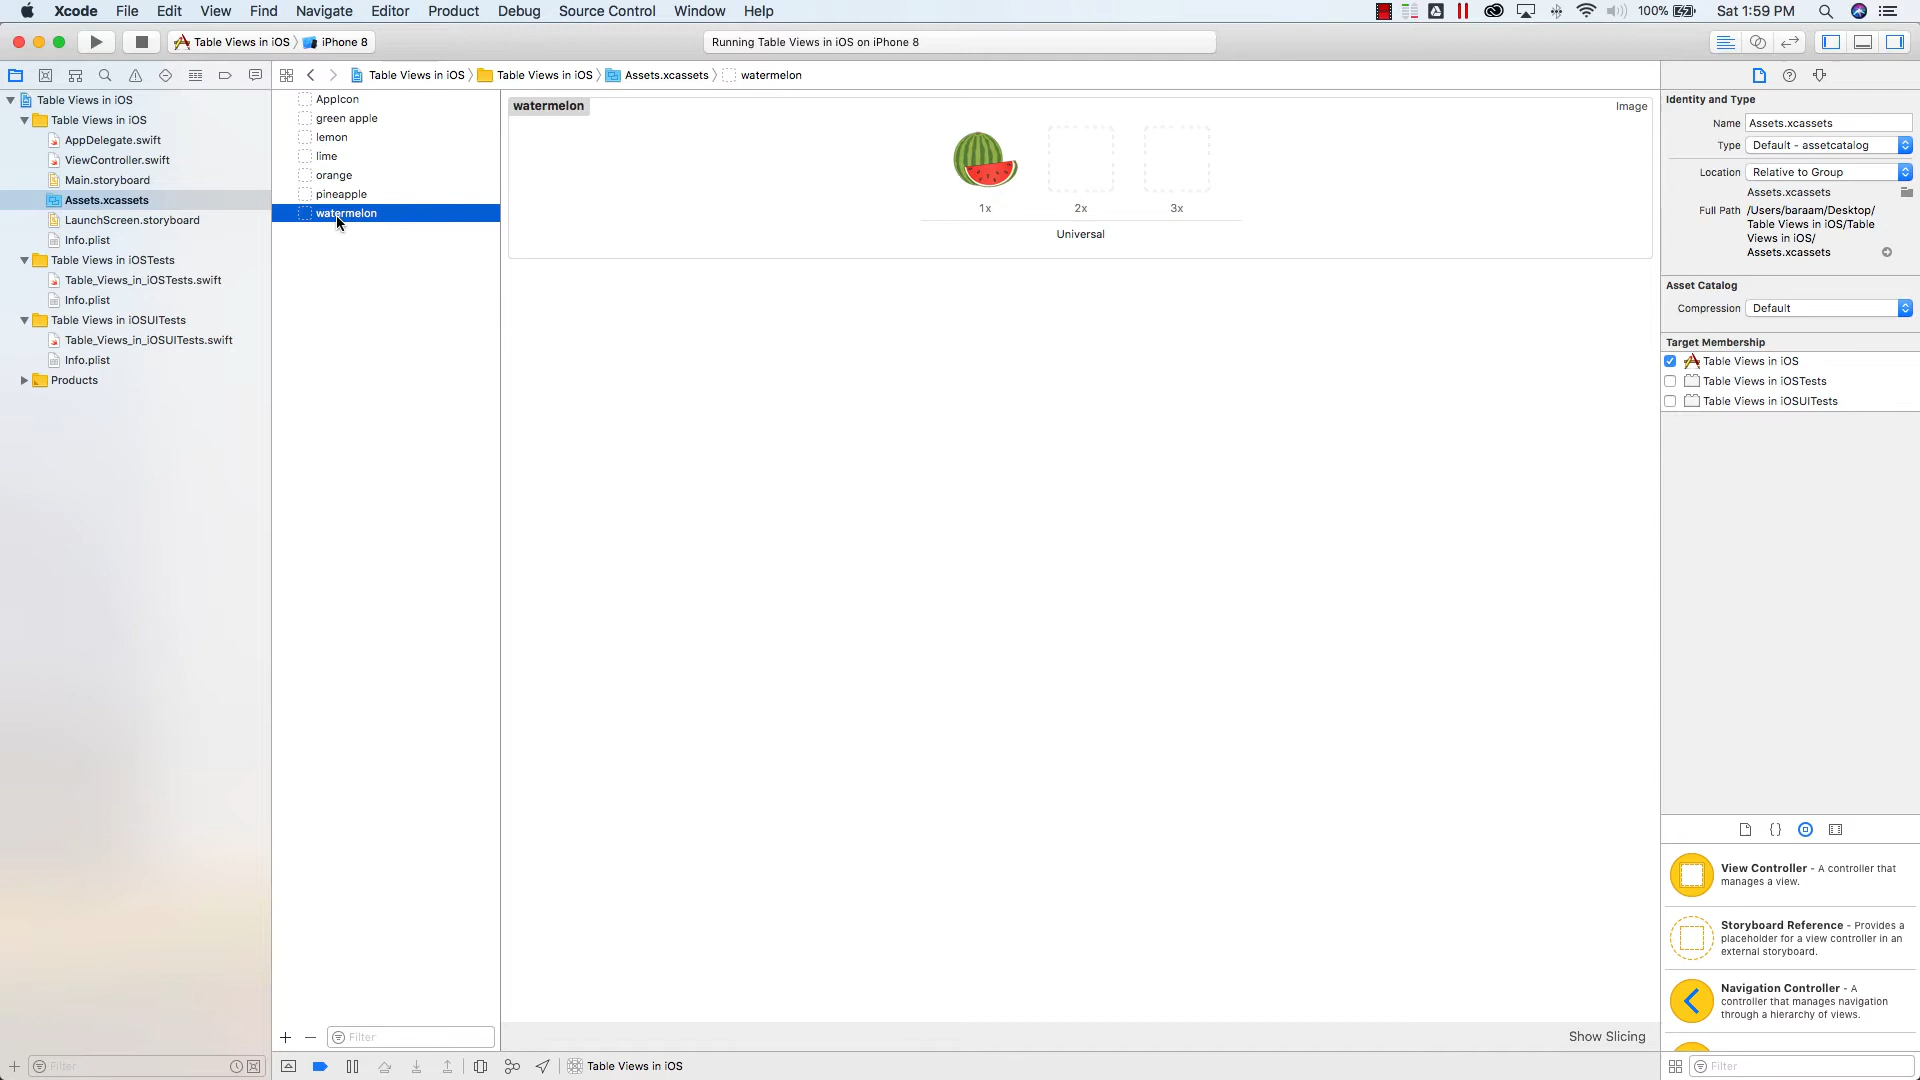 Xcode File Edit View Find Navigate Editor Product Debug Source Control Window Help 100% Sat 1:59 PM
Table Views in iOS iPhone 8 Running Table Views in iOS on iPhone 8
Table Views in iOS Table Views in iOS Assets.xcassets watermelon
Table Views in iOS
Table Views in iOS
AppDelegate.swift
ViewController.swift
Main.storyboard
Assets.xcassets
LaunchScreen.storyboard
Info.plist
Table Views in iOSTests
Table_Views_in_iOSTests.swift
Info.plist
Table Views in iOSUITests
Table_Views_in_iOSUITests.swift
Info.plist
Products
Filter
AppIcon
green apple
lemon
lime
orange
pineapple
watermelon
Filter
watermelon Image
1x 2x 3x
Universal
Show Slicing
Table Views in iOS
Identity and Type
Name Assets.xcassets
Type Default - assetcatalog
Location Relative to Group
Assets.xcassets
Full Path /Users/baraam/Desktop/
Table Views in iOS/Table
Views in iOS/
Assets.xcassets
Asset Catalog
Compression Default
Target Membership
Table Views in iOS
Table Views in iOSTests
Table Views in iOSUITests
{}
View Controller - A controller that
manages a view.
Storyboard Reference - Provides a
placeholder for a view controller in an
external storyboard.
Navigation Controller - A
controller that manages navigation
through a hierarchy of views.
Filter